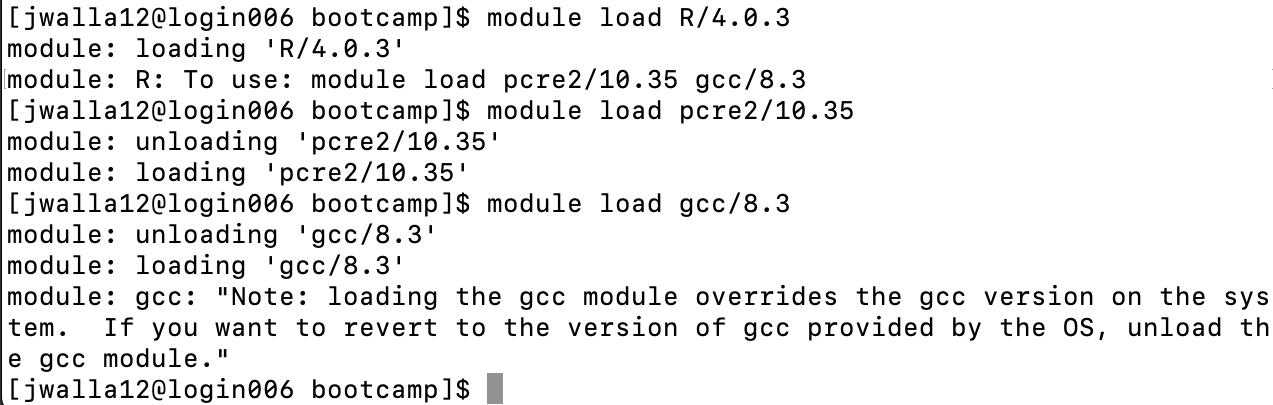 [jwalla12@login006 bootcamp]$ module load R/4.0.3
module: loading 'R/4.0.3'
module: R: To use: module load pcre2/10.35 gcc/8.3
[jwalla12@login006 bootcamp]$ module load pcre2/10.35
module: unloading 'pcre2/10.35'
module: loading 'pcre2/10.35'
[jwalla12@login006 bootcamp]$ module load gcc/8.3
module: unloading 'gcc/8.3'
module: loading 'gcc/8.3'
module: gcc: "Note: loading the gcc module overrides the gcc version on the sys
tem.  If you want to revert to the version of gcc provided by the OS, unload th
e gcc module."
[jwalla12@login006 bootcamp]$